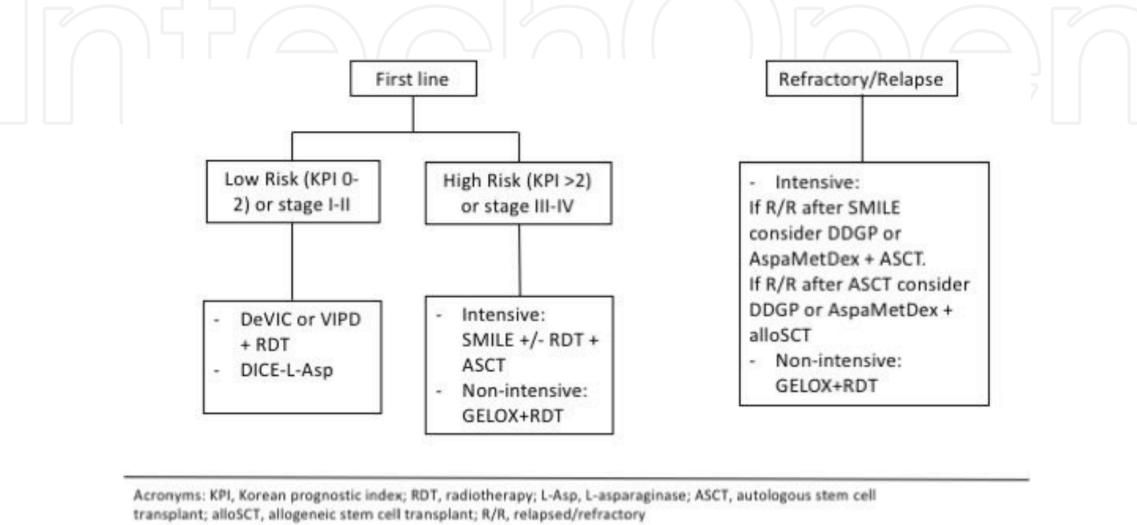 IntechOpen
First line
Refractory/Relapse
Low Risk (KPI 0-
2) or stage I-II
High Risk (KPI >2)
or stage III-IV
- DeVIC or VIPD
+ RDT
- DICE-L-Asp
- Intensive:
SMILE +/- RDT +
ASCT
- Non-intensive:
GELOX+RDT
- Intensive:
If R/R after SMILE
consider DDGP or
AspaMetDex + ASCT.
If R/R after ASCT consider
DDGP or AspaMetDex +
alloSCT
- Non-intensive:
GELOX+RDT
Acronyms: KPI, Korean prognostic index; RDT, radiotherapy; L-Asp, L-asparaginase; ASCT, autologous stem cell
transplant; alloSCT, allogeneic stem cell transplant; R/R, relapsed/refractory